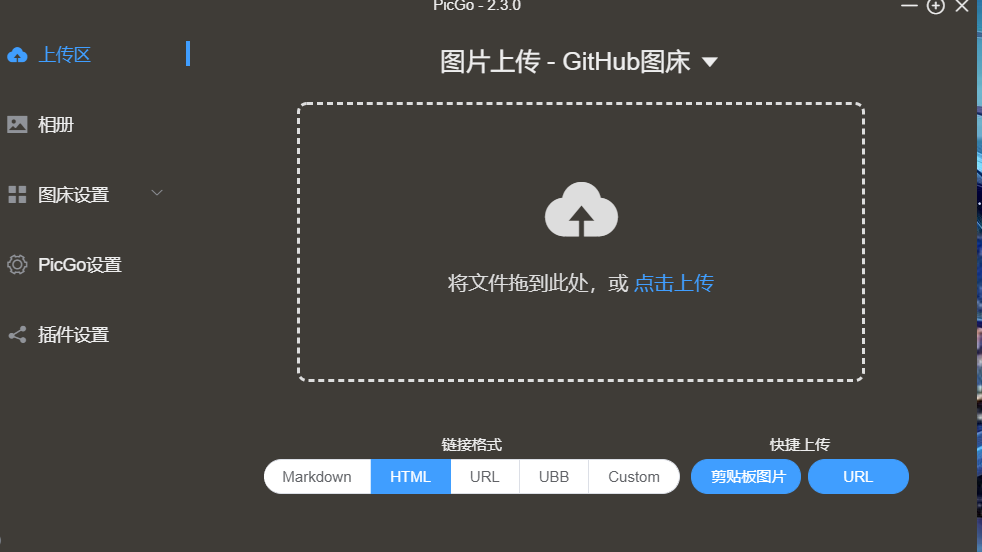 PicGo - 2.3.0
上传区
相册
图床设置
PicGo设置
插件设置
图片上传 - GitHub图床
将文件拖到此处，或 点击上传
链接格式
Markdown HTML URL UBB Custom
快捷上传
剪贴板图片 URL